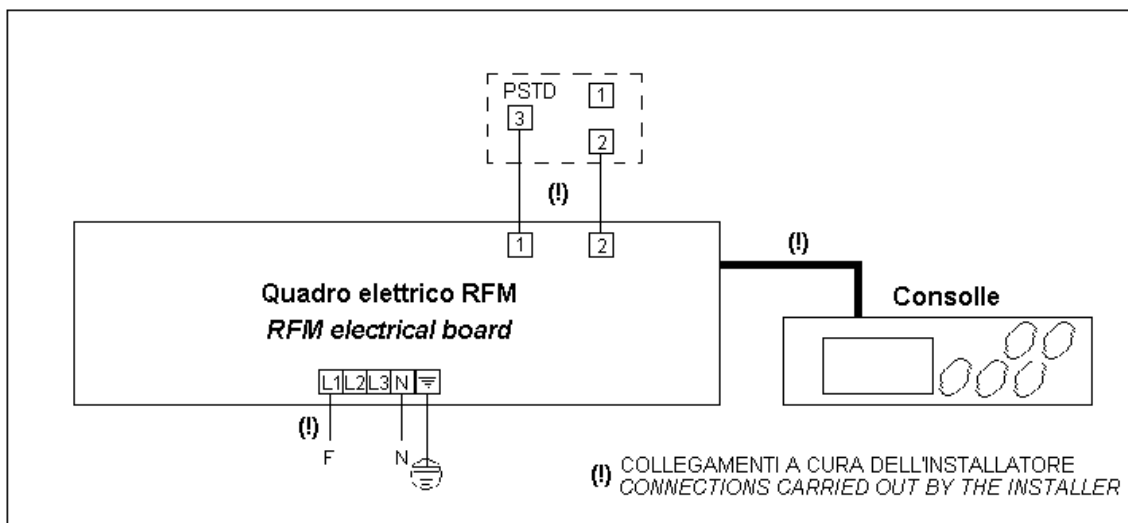 PSTD
1
3
2
(!)
1 2
(!)
Quadro elettrico RFM
RFM electrical board
Consolle
L1 L2 L3 N
(!)
F N
(!) COLLEGAMENTI A CURA DELL'INSTALLATORE
CONNECTIONS CARRIED OUT BY THE INSTALLER